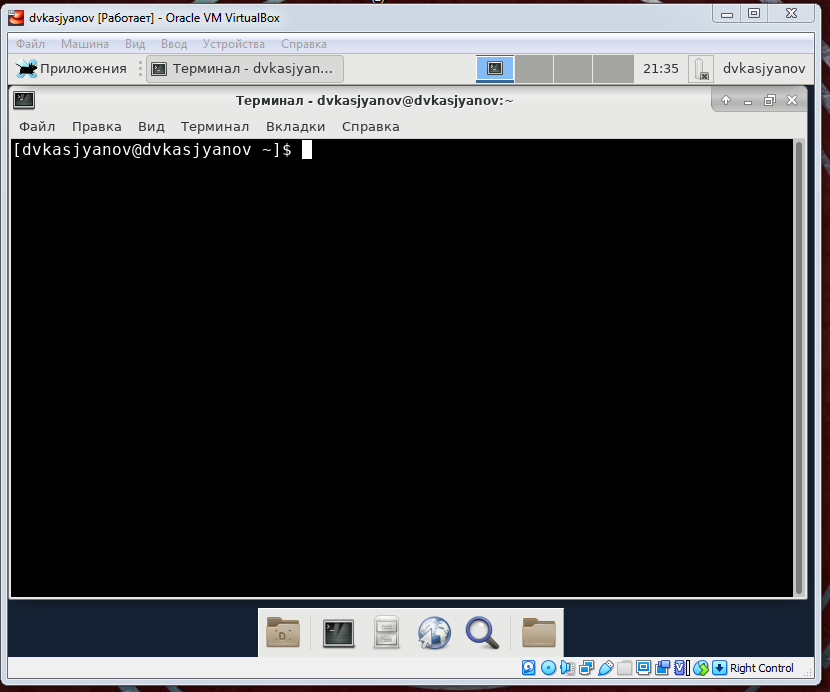 dvkasjyanov [Работает] - Oracle VM VirtualBox
Файл Машина Вид Ввод Устройства Справка
Приложения Терминал - dvkasjyan... 21:35 dvkasjyanov
Терминал - dvkasjyanov@dvkasjyanov:~
Файл Правка Вид Терминал Вкладки Справка
[dvkasjyanov@dvkasjyanov ~]$
Right Control